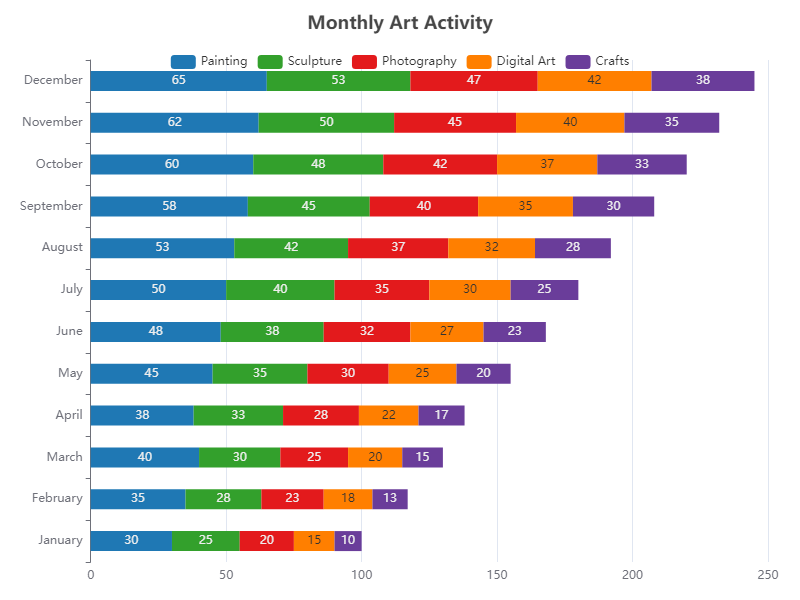 Monthly Art Activity
Painting Sculpture Photography Digital Art Crafts
December 65 53 47 42 38
November 62 50 45 40 35
October 60 48 42 37 33
September 58 45 40 35 30
August 53 42 37 32 28
July 50 40 35 30 25
June 48 38 32 27 23
May 45 35 30 25 20
April 38 33 28 22 17
March 40 30 25 20 15
February 35 28 23 18 13
January 30 25 20 15 10
0 50 100 150 200 250